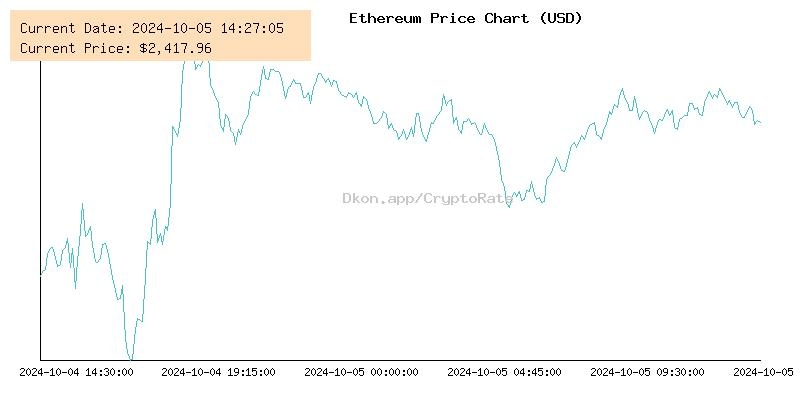 Ethereum Price Chart (USD)
Current Date: 2024-10-05 14:27:05
Current Price: $2,417.96
Dkon.app/CryptoRate
2024-10-04 14:30:00
2024-10-04 19:15:00
2024-10-05 00:00:00
2024-10-05 04:45:00
2024-10-05 09:30:00
2024-10-05